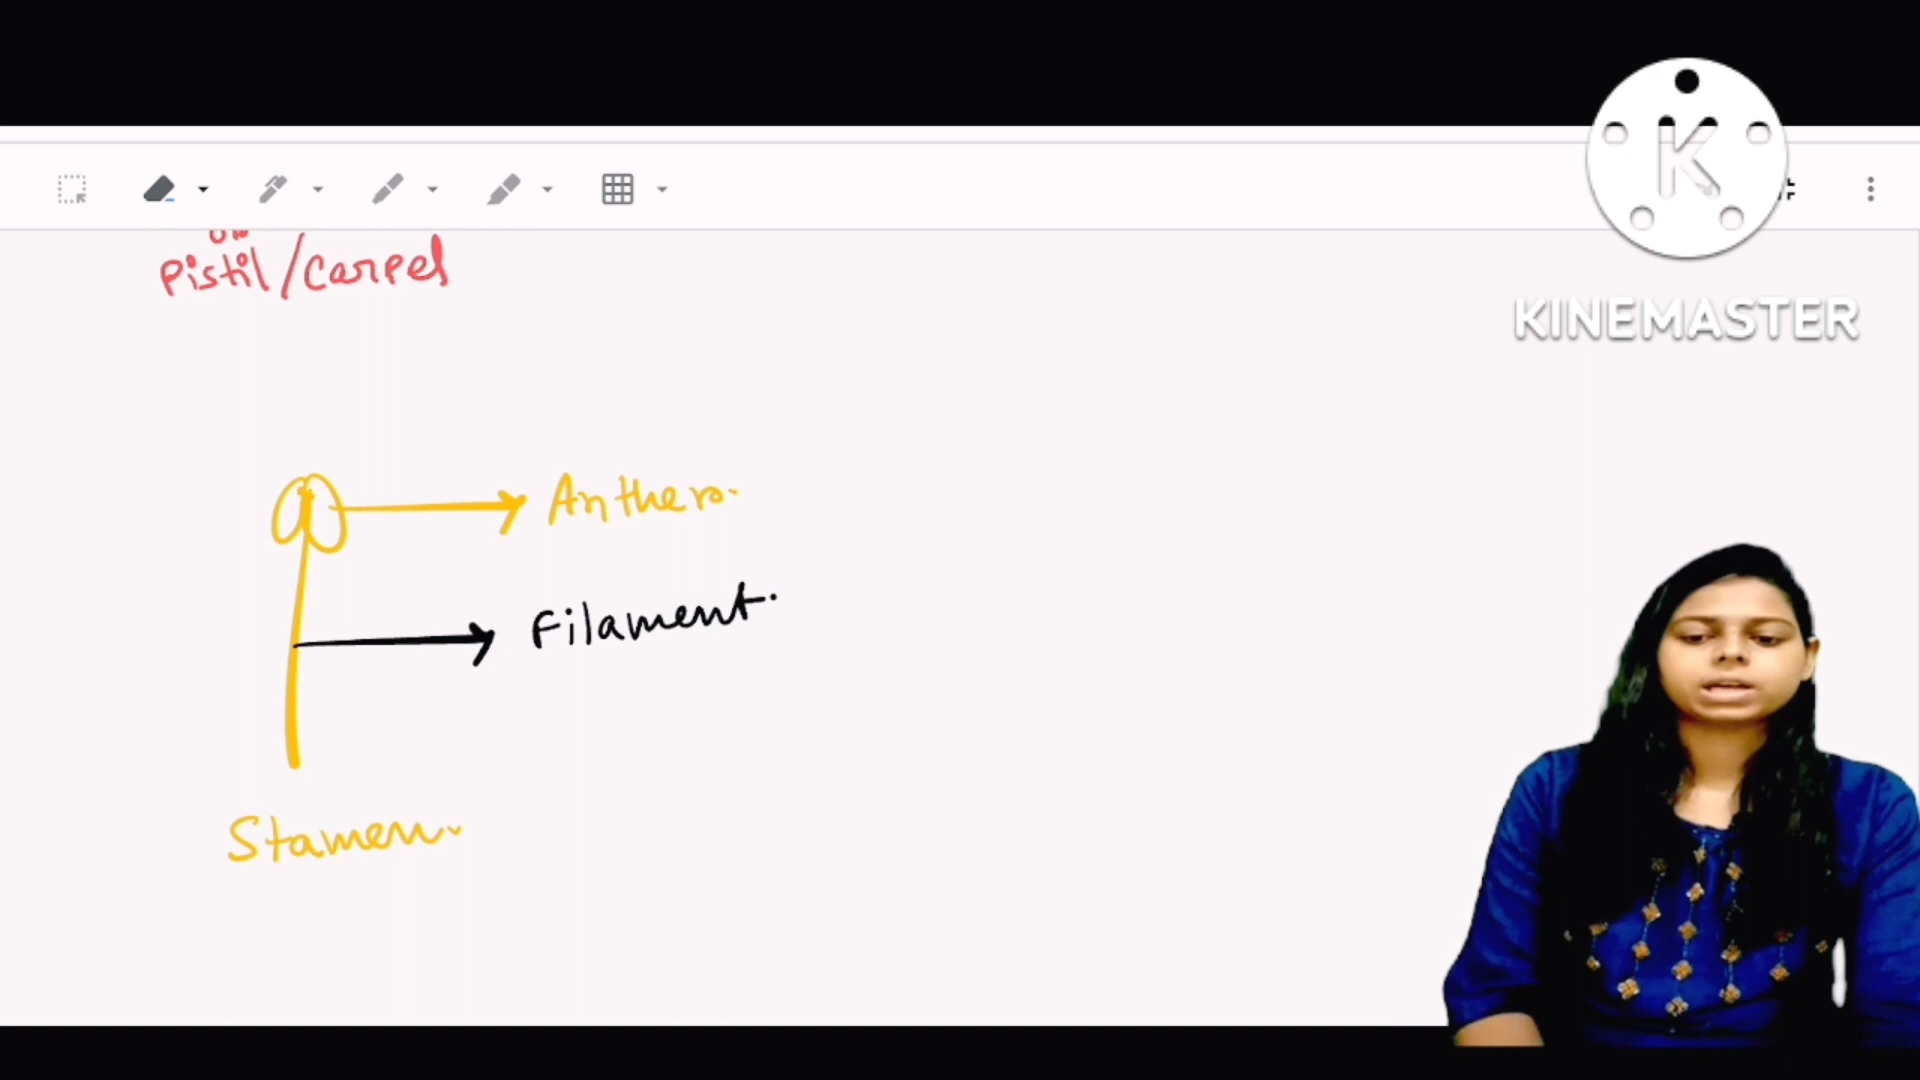 Pistil/Carpel
K
KINEMASTER
Anther.
Filament.
Stamen.